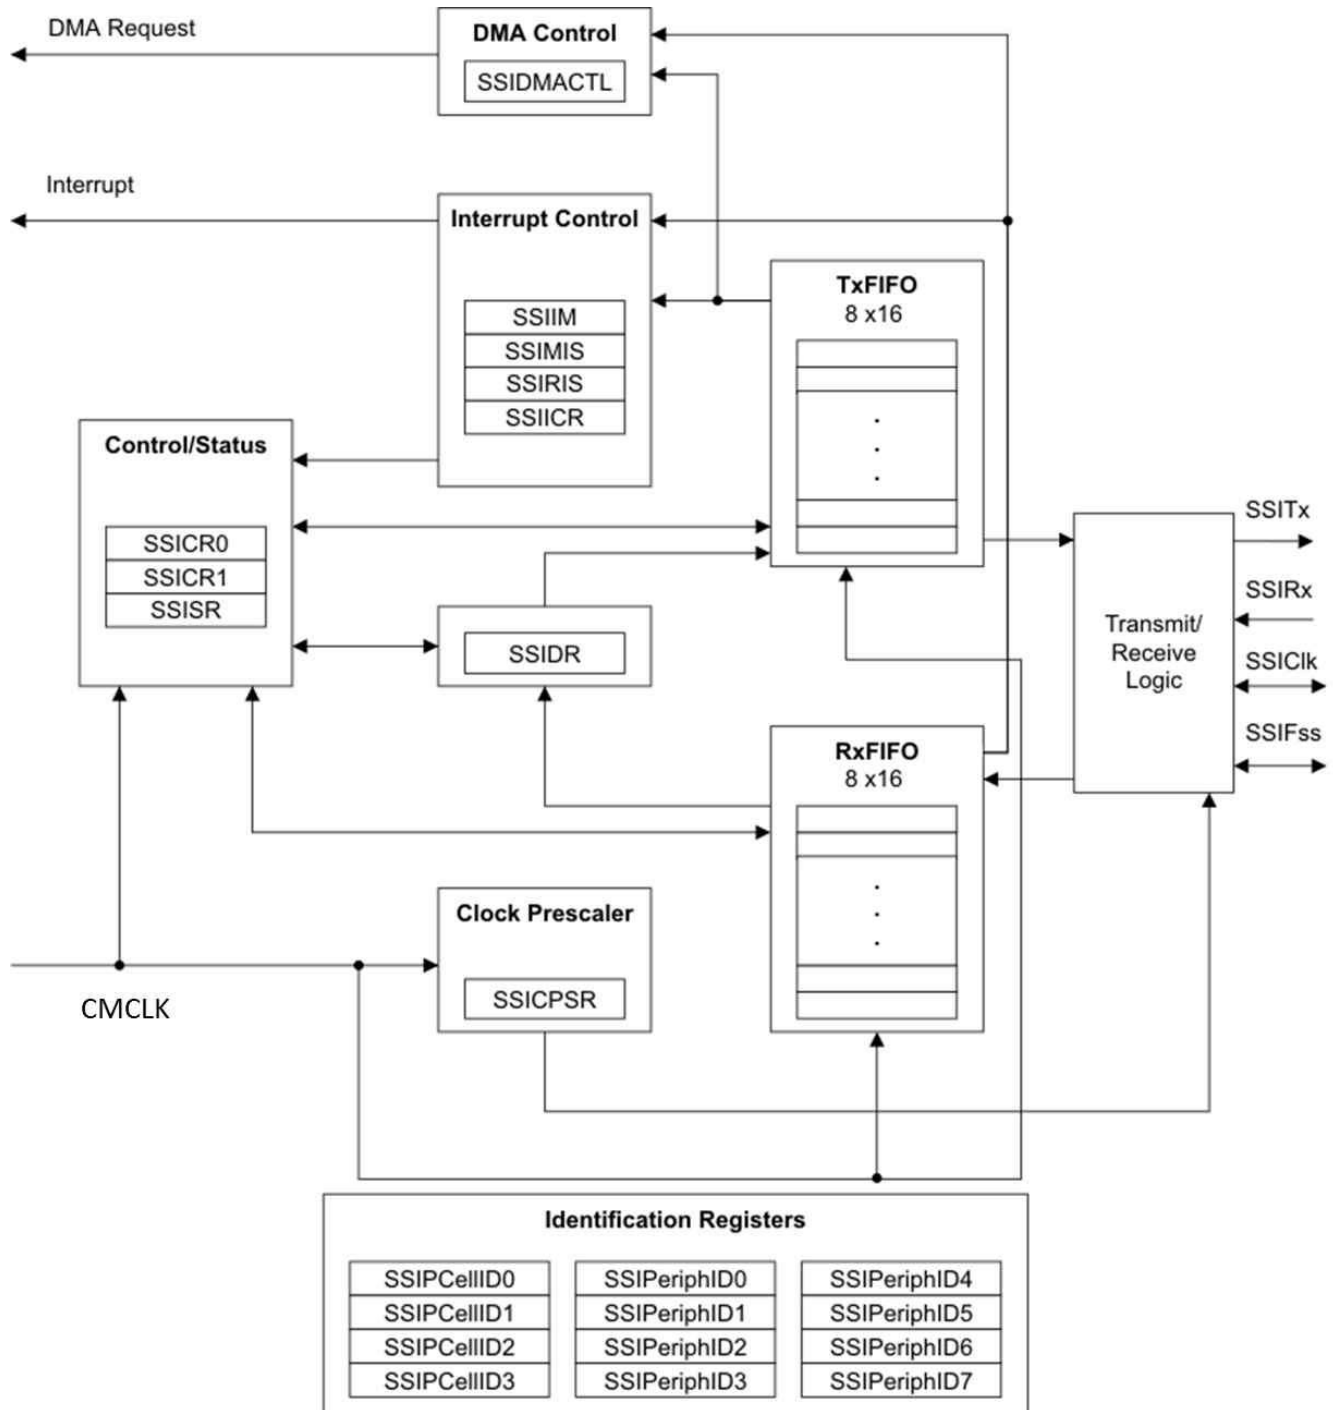 DMA Request
DMA Control
SSIDMACTL
Interrupt
Interrupt Control
SSIIM
SSIMIS
SSIRIS
SSIICR
TxFIFO
8 x16
.
.
.
Control/Status
SSICR0
SSICR1
SSISR
SSIDR
Transmit/
Receive
Logic
SSITx
SSIRx
SSIClk
SSIFss
RxFIFO
8 x16
.
.
.
Clock Prescaler
SSICPSR
CMCLK
Identification Registers
SSIPCellID0
SSIPCellID1
SSIPCellID2
SSIPCellID3
SSIPeriphID0
SSIPeriphID1
SSIPeriphID2
SSIPeriphID3
SSIPeriphID4
SSIPeriphID5
SSIPeriphID6
SSIPeriphID7